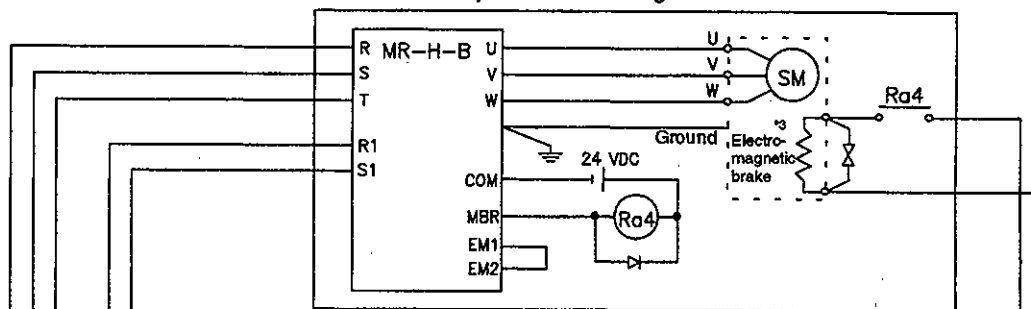 R
MR-H-B
U
S
V
T
W
R1
S1
COM
MBR
EM1
EM2
U
V
W
SM
Ra4
Ground
*3
Electro-
magnetic
brake
24 VDC
Ra4